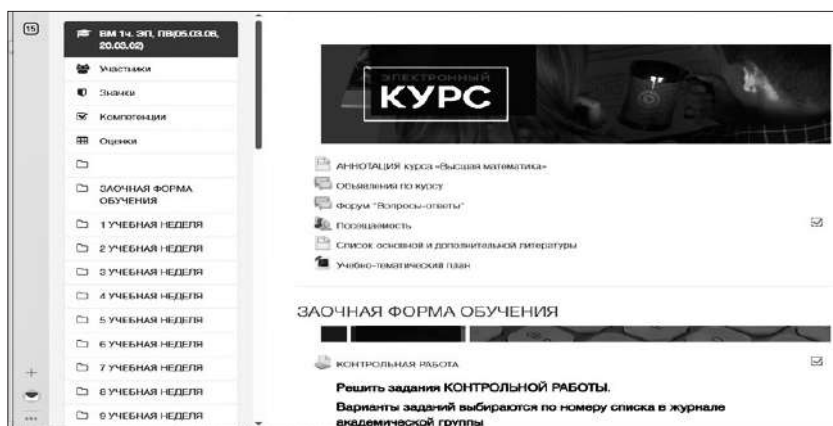 15
ВМ 1ч. ЭП, ПВ(05.03.06,
20.03.02)
Участники
Значки
Компетенции
Оценки
ЗАОЧНАЯ ФОРМА
ОБУЧЕНИЯ
1 УЧЕБНАЯ НЕДЕЛЯ
2 УЧЕБНАЯ НЕДЕЛЯ
3 УЧЕБНАЯ НЕДЕЛЯ
4 УЧЕБНАЯ НЕДЕЛЯ
5 УЧЕБНАЯ НЕДЕЛЯ
6 УЧЕБНАЯ НЕДЕЛЯ
7 УЧЕБНАЯ НЕДЕЛЯ
8 УЧЕБНАЯ НЕДЕЛЯ
9 УЧЕБНАЯ НЕДЕЛЯ
ЭЛЕКТРОННЫЙ
КУРС
АННОТАЦИЯ курса «Высшая математика»
Объявления по курсу
Форум "Вопросы-ответы"
Посещаемость
Список основной и дополнительной литературы
Учебно-тематический план
ЗАОЧНАЯ ФОРМА ОБУЧЕНИЯ
КОНТРОЛЬНАЯ РАБОТА
Решить задания КОНТРОЛЬНОЙ РАБОТЫ.
Варианты заданий выбираются по номеру списка в журнале
академической группы